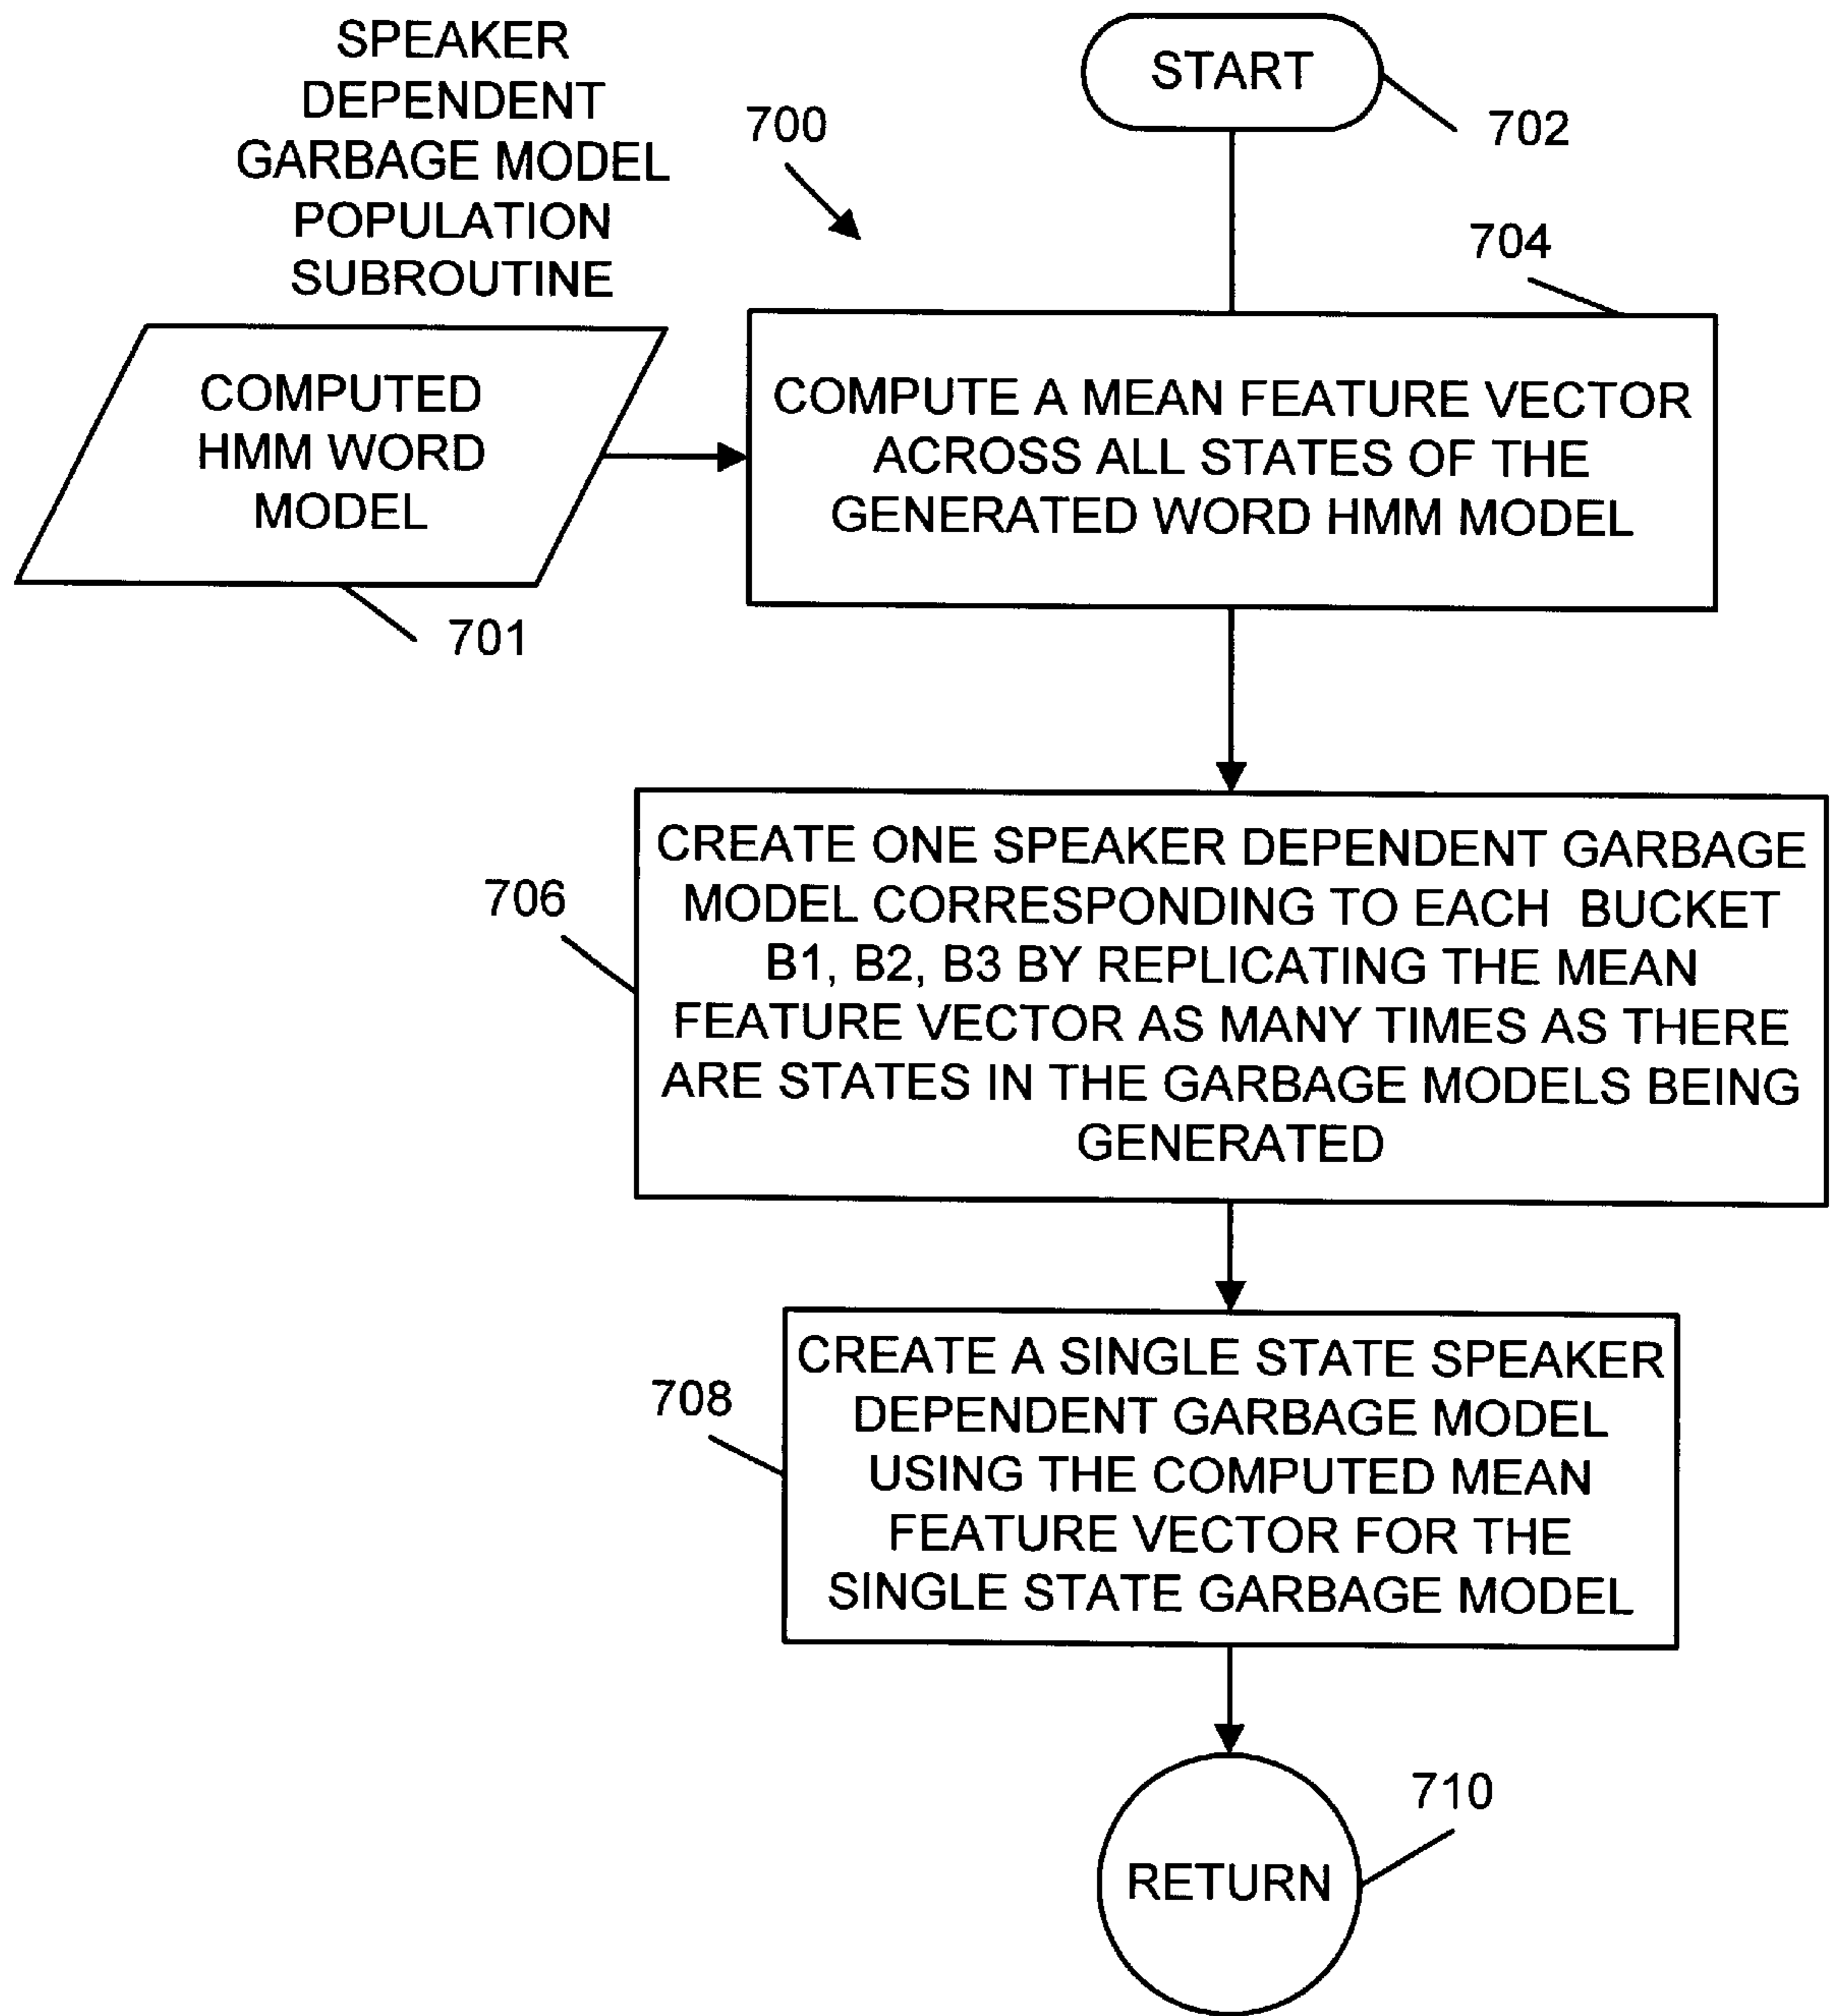 SPEAKER
DEPENDENT
GARBAGE MODEL
POPULATION
SUBROUTINE
700
START
702
704
COMPUTED
HMM WORD
MODEL
701
COMPUTE A MEAN FEATURE VECTOR
ACROSS ALL STATES OF THE
GENERATED WORD HMM MODEL
706
CREATE ONE SPEAKER DEPENDENT GARBAGE
MODEL CORRESPONDING TO EACH BUCKET
B1, B2, B3 BY REPLICATING THE MEAN
FEATURE VECTOR AS MANY TIMES AS THERE
ARE STATES IN THE GARBAGE MODELS BEING
GENERATED
708
CREATE A SINGLE STATE SPEAKER
DEPENDENT GARBAGE MODEL
USING THE COMPUTED MEAN
FEATURE VECTOR FOR THE
SINGLE STATE GARBAGE MODEL
710
RETURN